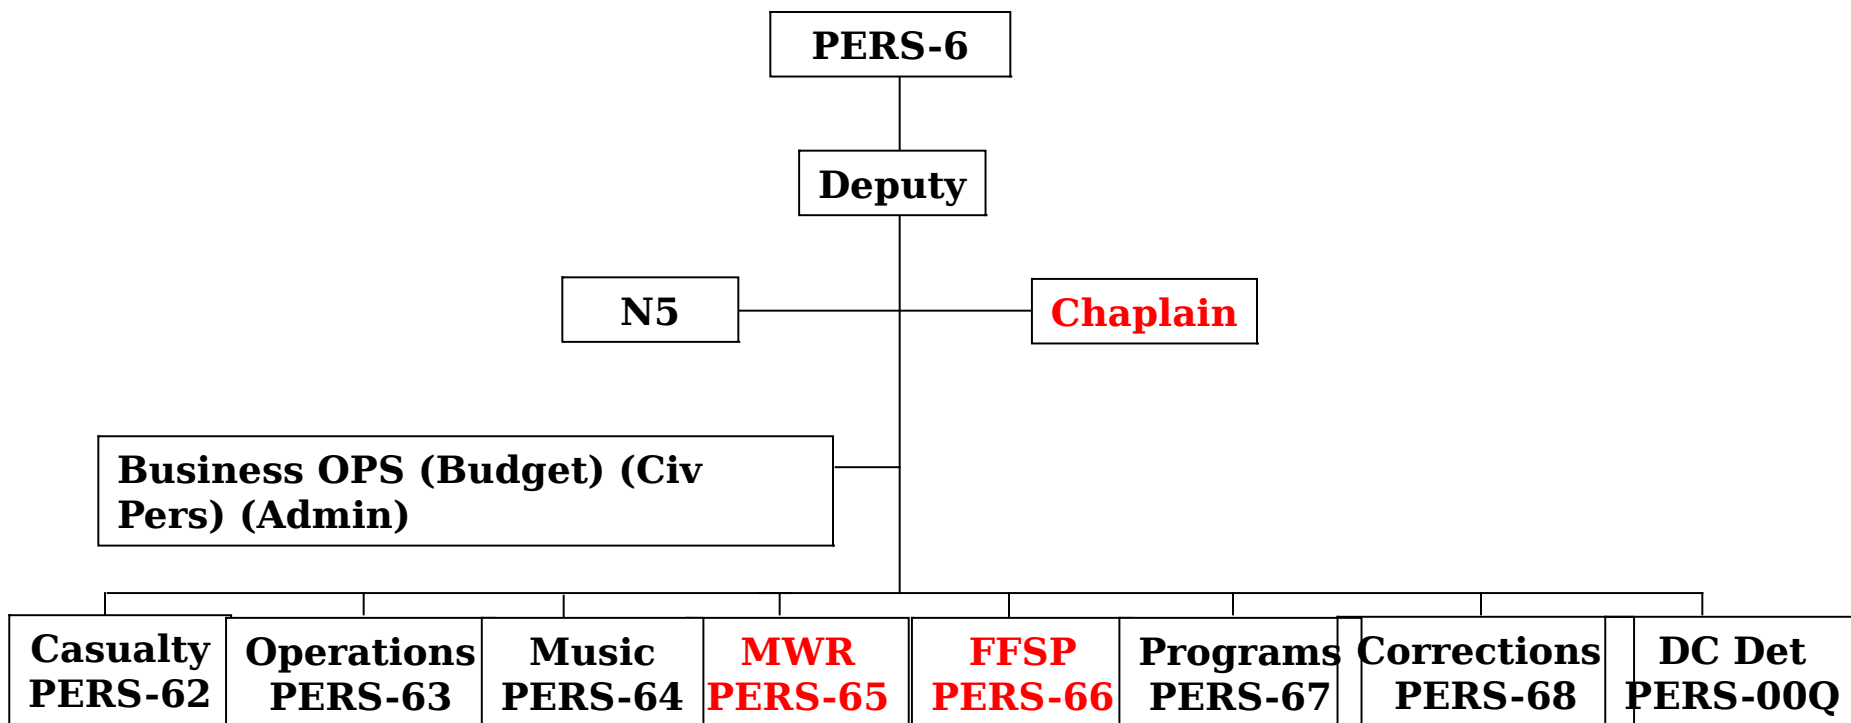 PERS-6
Deputy
N5
Chaplain
Business OPS (Budget) (Civ
Pers) (Admin)
Casualty
PERS-62
Operations
PERS-63
Music
PERS-64
MWR
PERS-65
FFSP
PERS-66
Programs
PERS-67
Corrections
PERS-68
DC Det
PERS-00Q